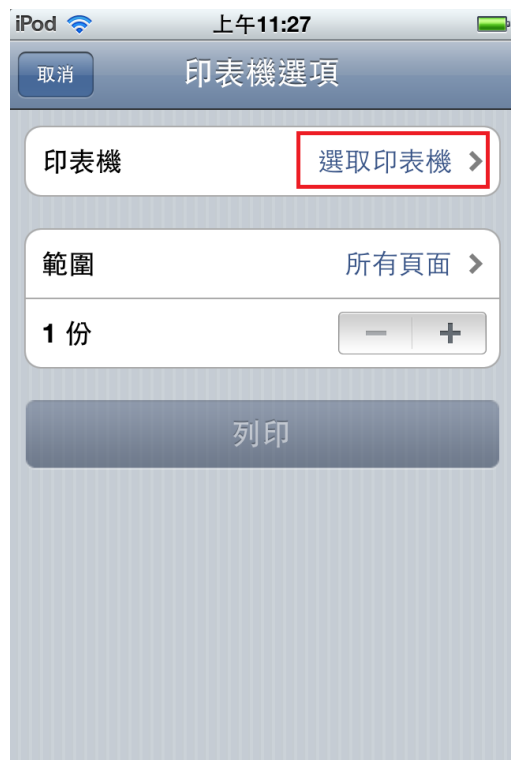 iPod 上午11:27
取消 印表機選項
印表機 選取印表機
範圍 所有頁面
1 份 − +
列印